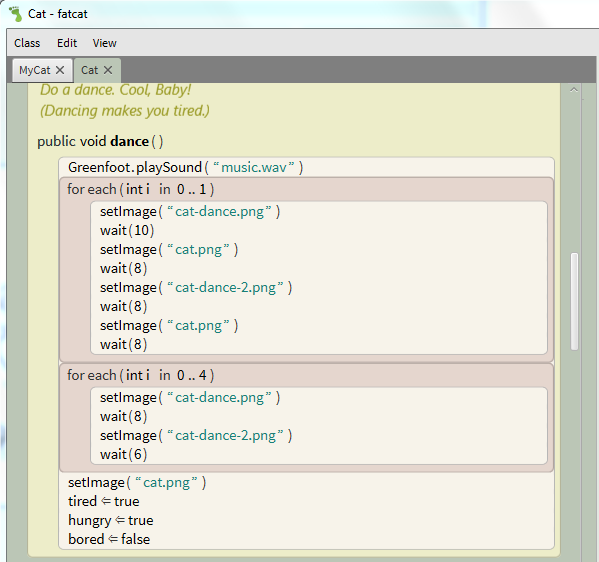 Cat - fatcat
Class Edit View
MyCat Cat
Do a dance. Cool, Baby!
(Dancing makes you tired.)
public void dance()
Greenfoot.playSound(“music.wav”)
for each (int i in 0 .. 1)
setImage(“cat-dance.png”)
wait(10)
setImage(“cat.png”)
wait(8)
setImage(“cat-dance-2.png”)
wait(8)
setImage(“cat.png”)
wait(8)
for each (int i in 0 .. 4)
setImage(“cat-dance.png”)
wait(8)
setImage(“cat-dance-2.png”)
wait(6)
setImage(“cat.png”)
tired ⇐ true
hungry ⇐ true
bored ⇐ false